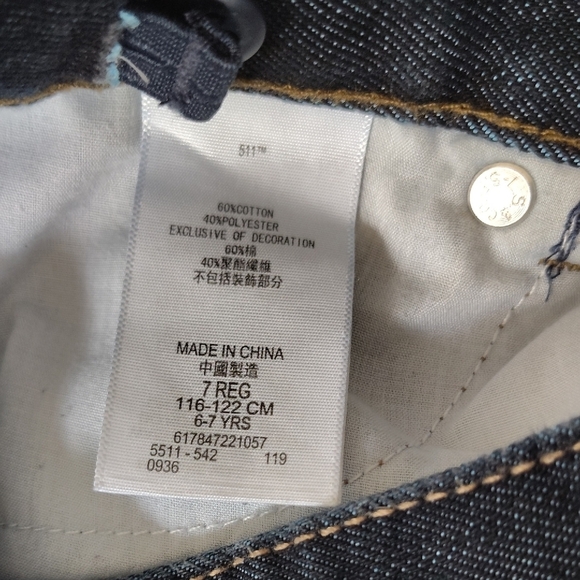 511™
60%COTTON
40%POLYESTER
EXCLUSIVE OF DECORATION
60%棉
40%聚酯纖維
不包括裝飾部分
MADE IN CHINA
中國製造
7 REG
116-122 CM
6-7 YRS
617847221057
5511 - 542 119
0936